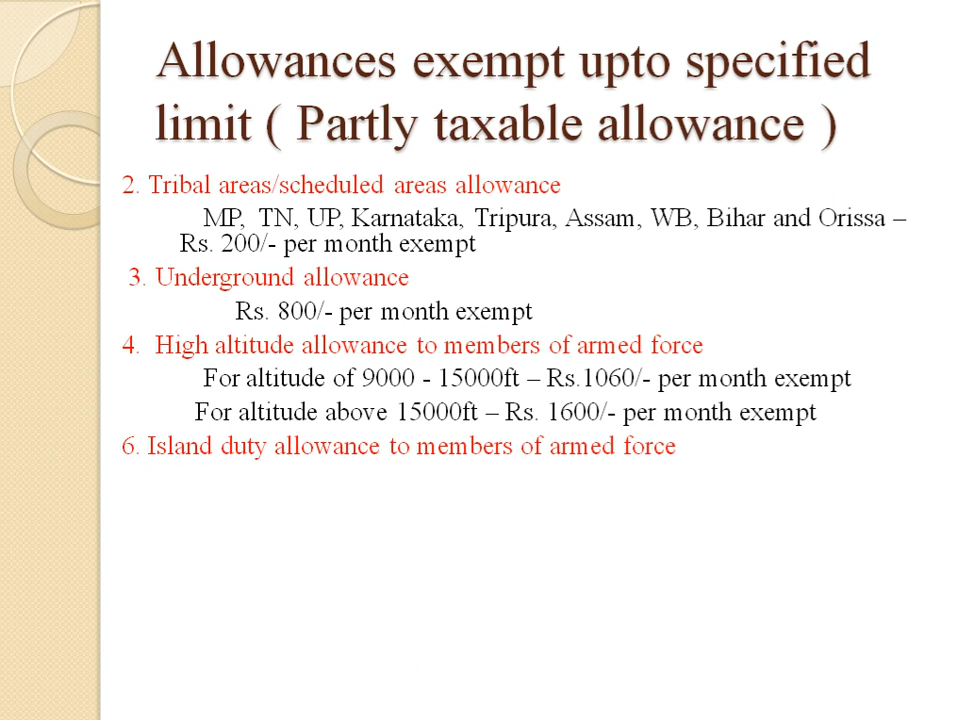 Allowances exempt upto specified
limit ( Partly taxable allowance )
2. Tribal areas/scheduled areas allowance
MP, TN, UP, Karnataka, Tripura, Assam, WB, Bihar and Orissa –
Rs. 200/- per month exempt
3. Underground allowance
Rs. 800/- per month exempt
4. High altitude allowance to members of armed force
For altitude of 9000 - 15000ft – Rs.1060/- per month exempt
For altitude above 15000ft – Rs. 1600/- per month exempt
6. Island duty allowance to members of armed force